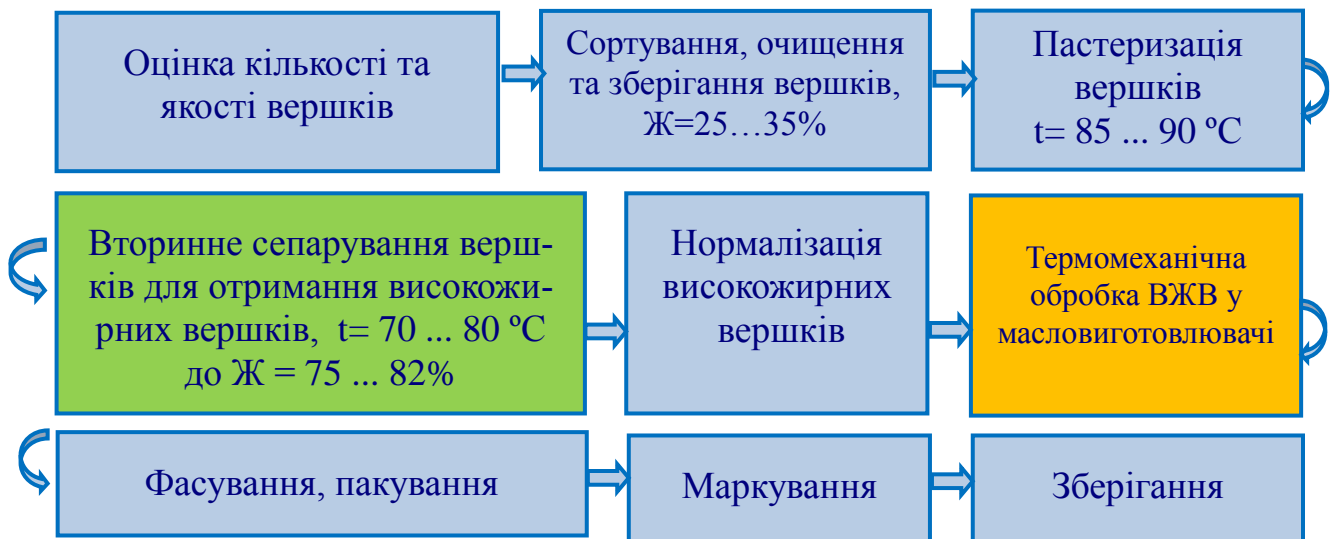 Оцінка кількості та
якості вершків
Сортування, очищення
та зберігання вершків,
Ж=25…35%
Пастеризація
вершків
t= 85 ... 90 ºС
Вторинне сепарування верш-
ків для отримання високожи-
рних вершків, t= 70 ... 80 ºС
до Ж = 75 ... 82%
Нормалізація
високожирних
вершків
Термомеханічна
обробка ВЖВ у
масловиготовлювачі
Фасування, пакування
Маркування
Зберігання